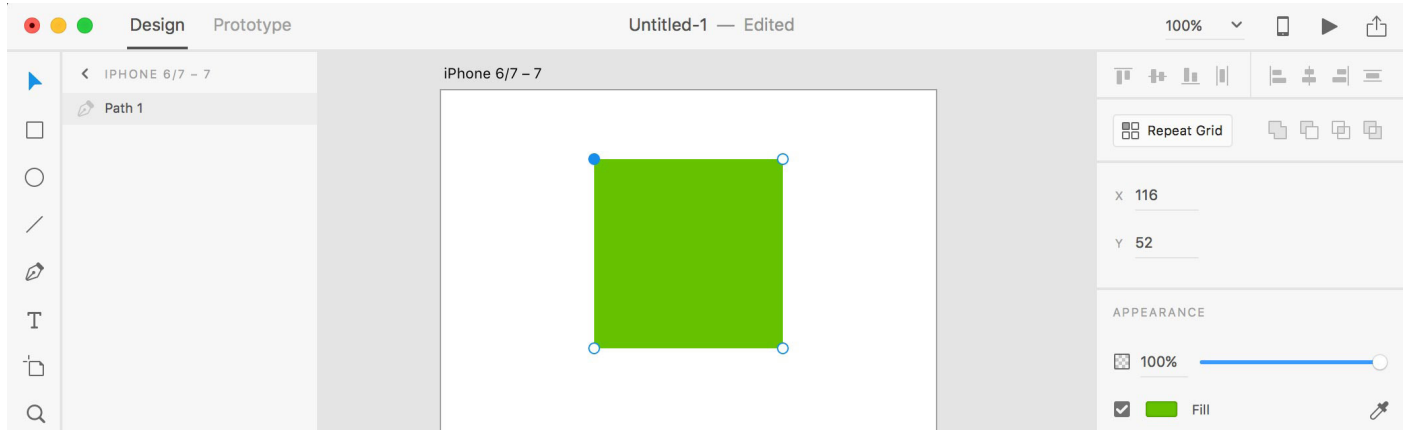 Design Prototype Untitled-1 — Edited 100%
IPHONE 6/7 – 7
Path 1
T
iPhone 6/7 – 7
Repeat Grid
X 116
Y 52
APPEARANCE
100%
Fill